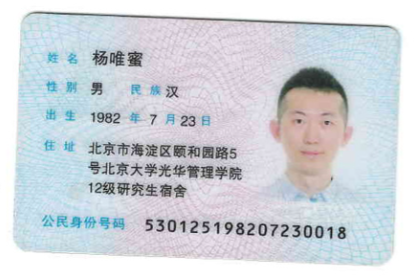 姓名 杨唯蜜
性别 男 民族 汉
出生 1982 年 7 月 23 日
住址 北京市海淀区颐和园路5
号北京大学光华管理学院
12级研究生宿舍
公民身份号码 530125198207230018